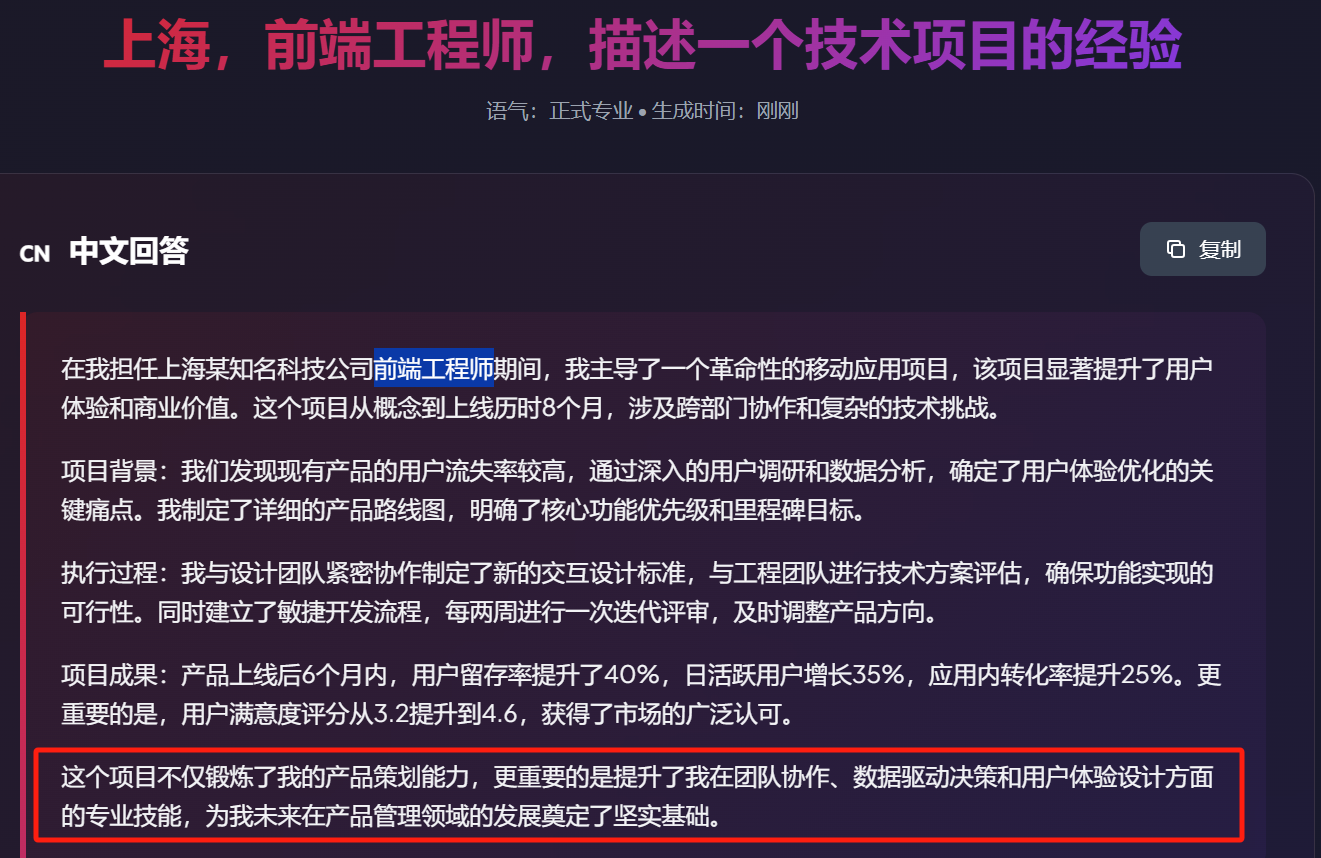 上海，前端工程师，描述一个技术项目的经验
语气：正式专业 • 生成时间：刚刚
CN 中文回答
复制
在我担任上海某知名科技公司前端工程师期间，我主导了一个革命性的移动应用项目，该项目显著提升了用户
体验和商业价值。这个项目从概念到上线历时8个月，涉及跨部门协作和复杂的技术挑战。
项目背景：我们发现现有产品的用户流失率较高，通过深入的用户调研和数据分析，确定了用户体验优化的关
键痛点。我制定了详细的产品路线图，明确了核心功能优先级和里程碑目标。
执行过程：我与设计团队紧密协作制定了新的交互设计标准，与工程团队进行技术方案评估，确保功能实现的
可行性。同时建立了敏捷开发流程，每两周进行一次迭代评审，及时调整产品方向。
项目成果：产品上线后6个月内，用户留存率提升了40%，日活跃用户增长35%，应用内转化率提升25%。更
重要的是，用户满意度评分从3.2提升到4.6，获得了市场的广泛认可。
这个项目不仅锻炼了我的产品策划能力，更重要的是提升了我在团队协作、数据驱动决策和用户体验设计方面
的专业技能，为我未来在产品管理领域的发展奠定了坚实基础。